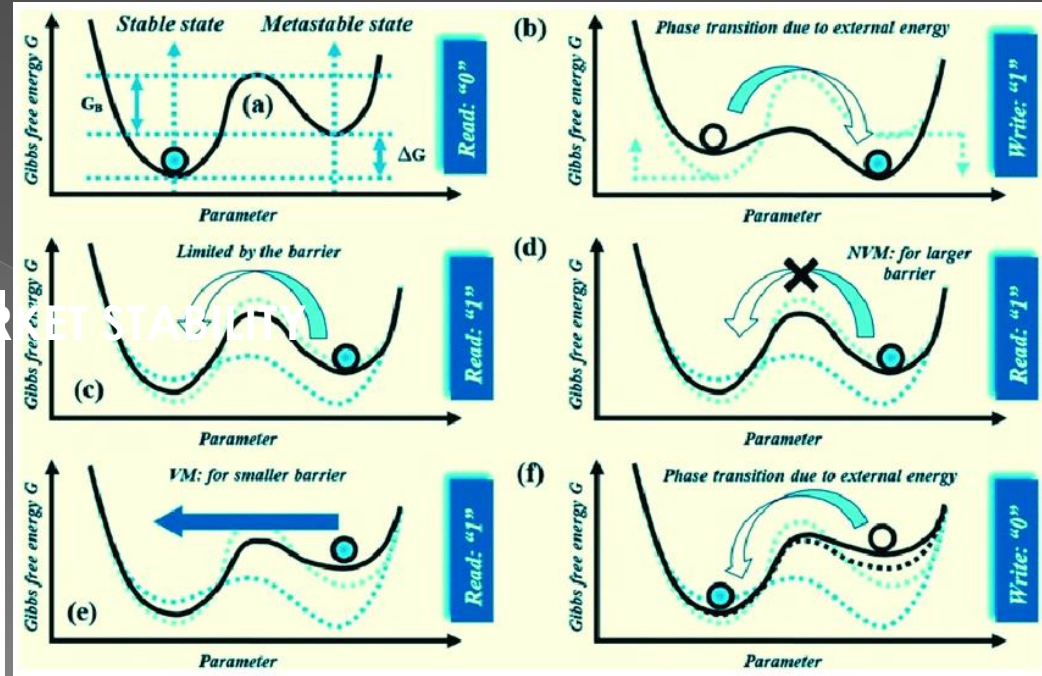 Stable state
Metastable state
G_B
(a)
ΔG
Gibbs free energy G
Parameter
Read: “0”
(b)
Phase transition due to external energy
Gibbs free energy G
Parameter
Write: “1”
Limited by the barrier
(c)
Gibbs free energy G
Parameter
Read: “1”
(d)
NVM: for larger
barrier
Gibbs free energy G
Parameter
Read: “1”
STABILITY
VM: for smaller barrier
(e)
Gibbs free energy G
Parameter
Read: “1”
(f)
Phase transition due to external energy
Gibbs free energy G
Parameter
Write: “0”